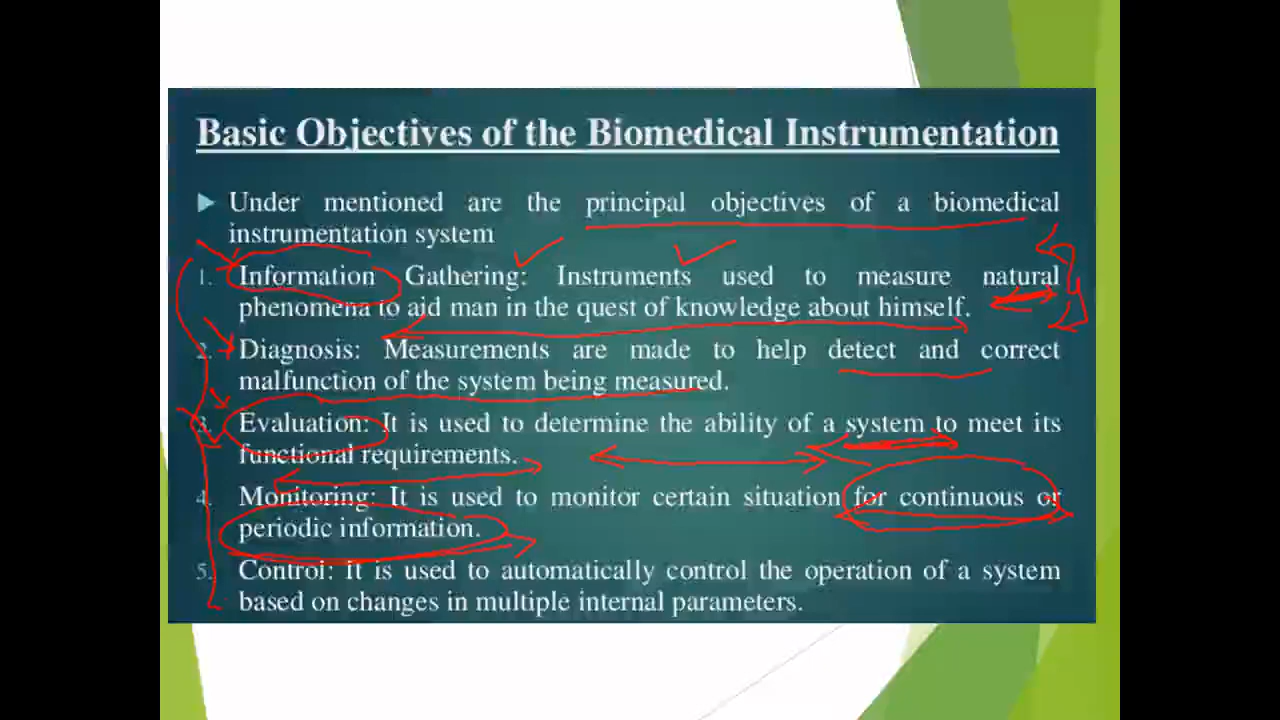 Basic Objectives of the Biomedical Instrumentation
Under mentioned are the principal objectives of a biomedical
instrumentation system
1. Information Gathering: Instruments used to measure natural
phenomena to aid man in the quest of knowledge about himself.
2. Diagnosis: Measurements are made to help detect and correct
malfunction of the system being measured.
3. Evaluation: It is used to determine the ability of a system to meet its
functional requirements.
4. Monitoring: It is used to monitor certain situation for continuous or
periodic information.
5. Control: It is used to automatically control the operation of a system
based on changes in multiple internal parameters.